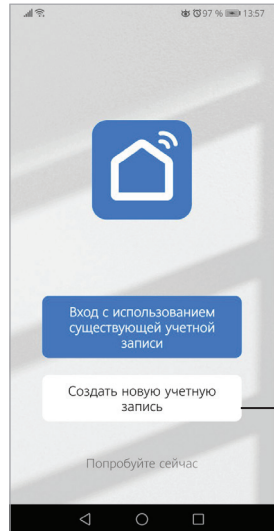 97 % 13:57
Вход с использованием
существующей учетной
записи
Создать новую учетную
запись
Попробуйте сейчас